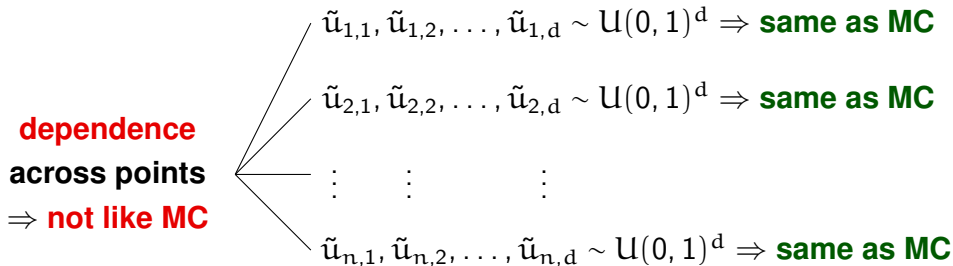 ũ₁,₁, ũ₁,₂, . . . , ũ₁,d ∼ U(0, 1)ᵈ ⇒ same as MC
ũ₂,₁, ũ₂,₂, . . . , ũ₂,d ∼ U(0, 1)ᵈ ⇒ same as MC
dependence
across points
⇒ not like MC
⋮ ⋮ ⋮
ũₙ,₁, ũₙ,₂, . . . , ũₙ,d ∼ U(0, 1)ᵈ ⇒ same as MC